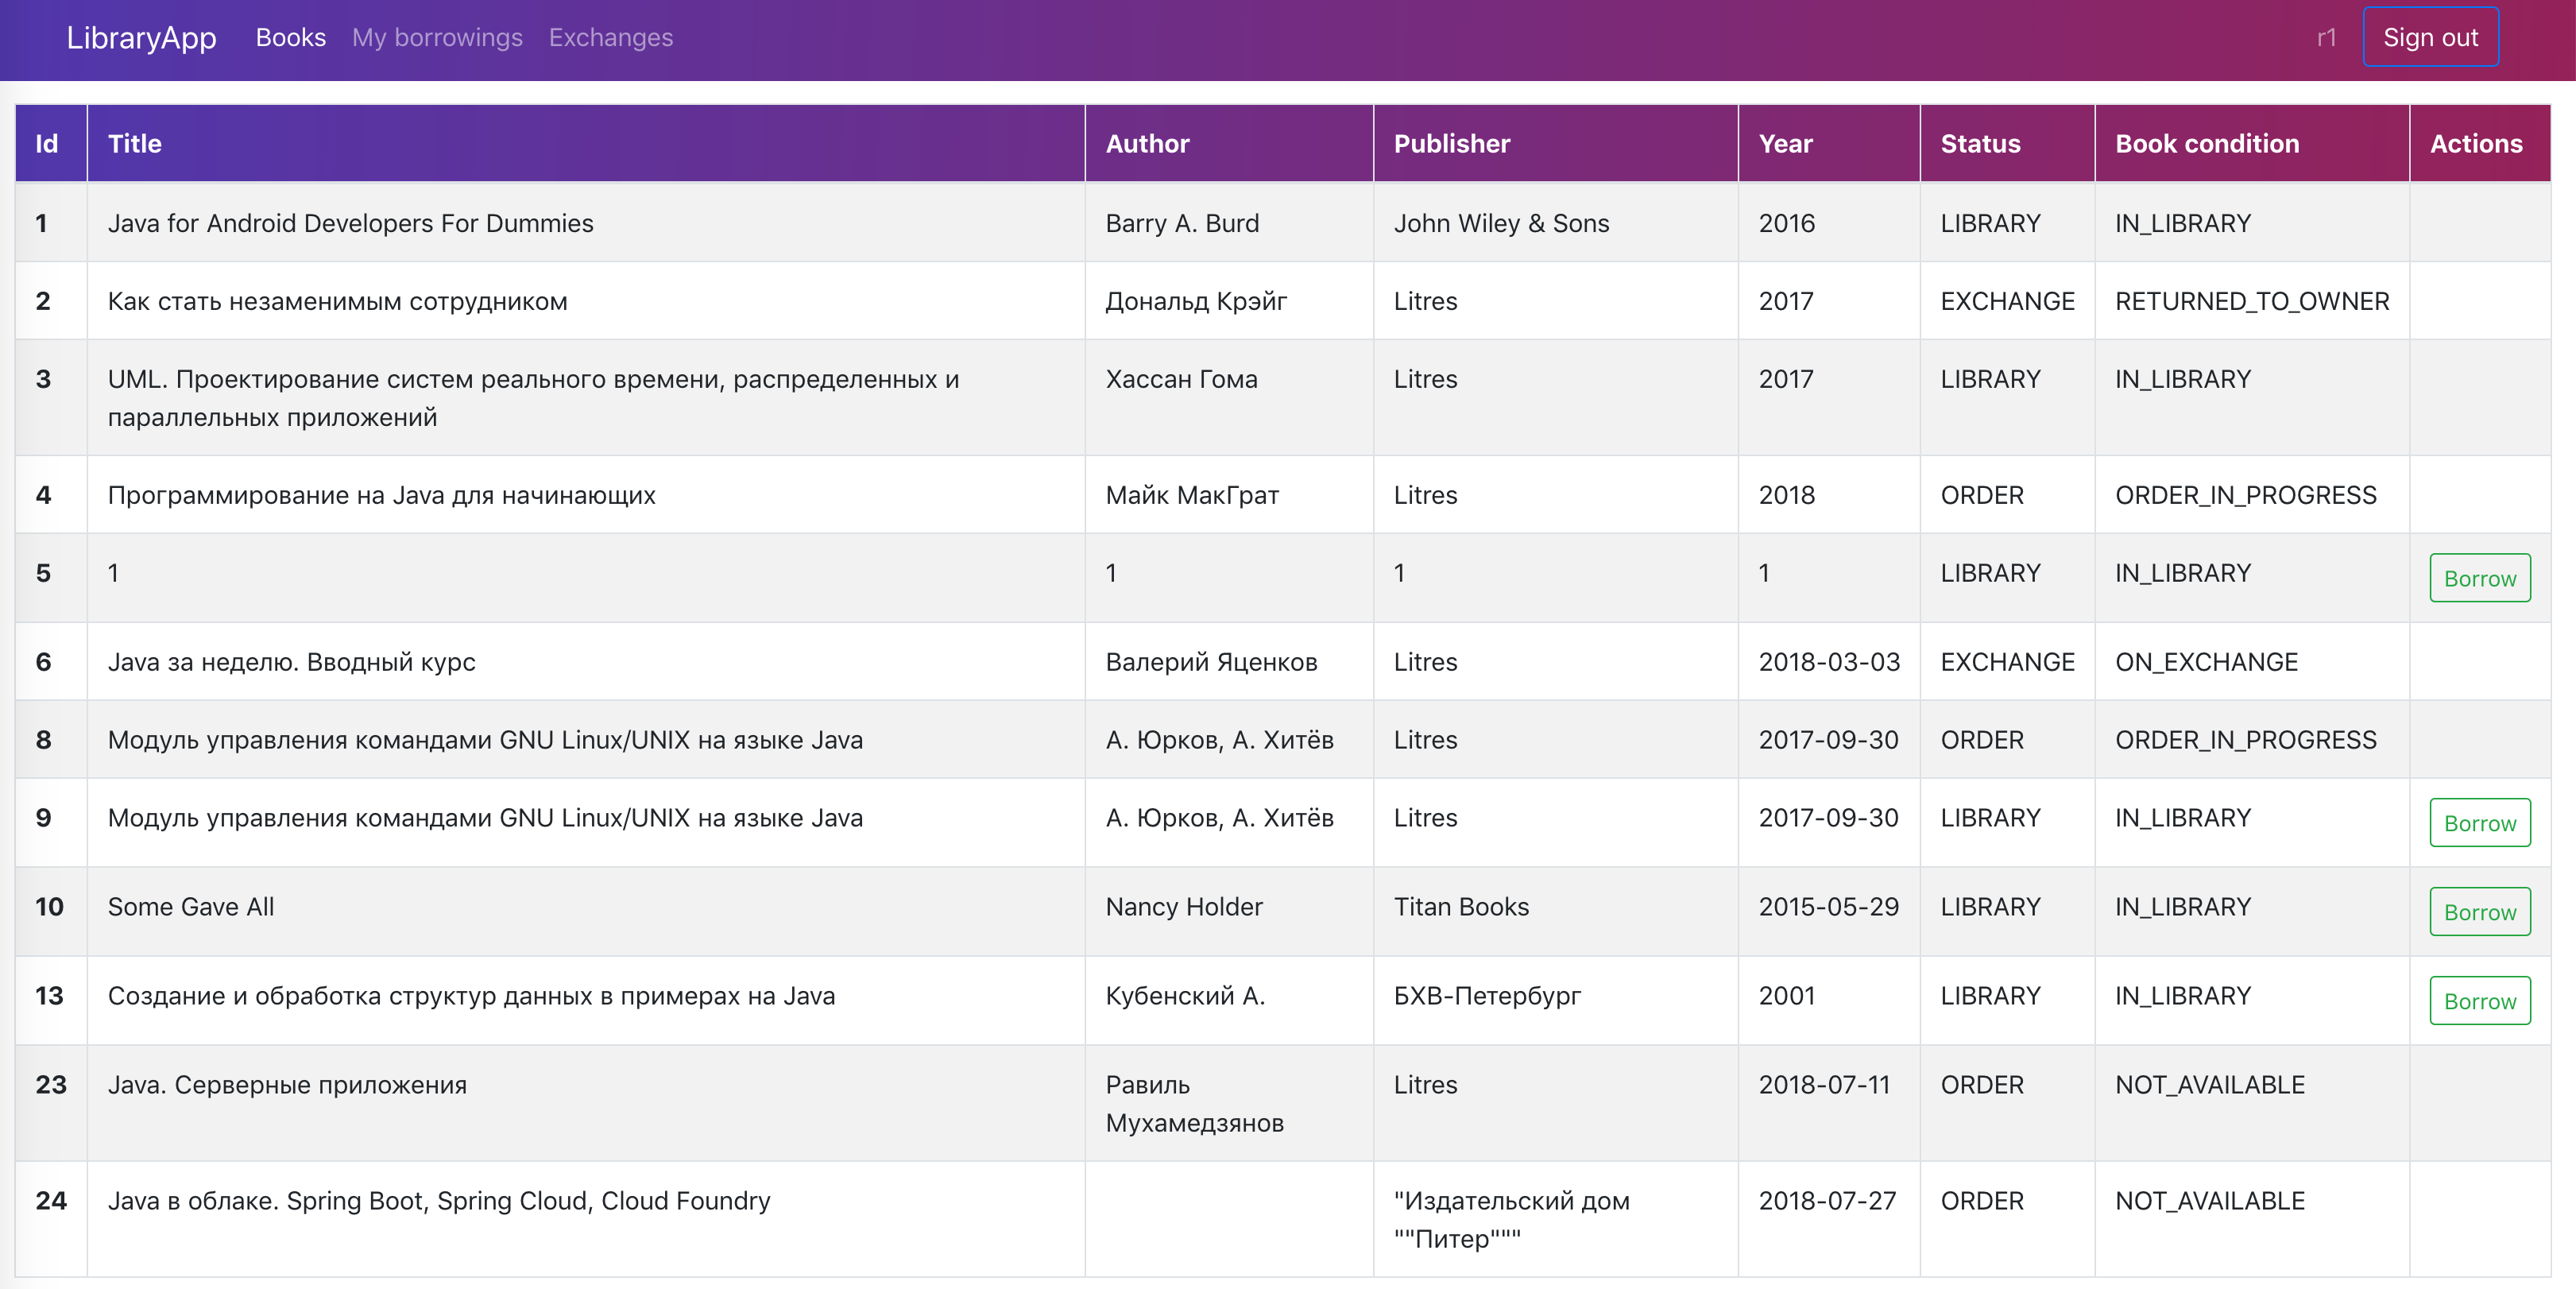 LibraryApp Books My borrowings Exchanges r1 Sign out
Id Title Author Publisher Year Status Book condition Actions
1 Java for Android Developers For Dummies Barry A. Burd John Wiley & Sons 2016 LIBRARY IN_LIBRARY
2 Как стать незаменимым сотрудником Дональд Крэйг Litres 2017 EXCHANGE RETURNED_TO_OWNER
3 UML. Проектирование систем реального времени, распределенных и Хассан Гома Litres 2017 LIBRARY IN_LIBRARY
параллельных приложений
4 Программирование на Java для начинающих Майк МакГрат Litres 2018 ORDER ORDER_IN_PROGRESS
5 1 1 1 1 LIBRARY IN_LIBRARY Borrow
6 Java за неделю. Вводный курс Валерий Яценков Litres 2018-03-03 EXCHANGE ON_EXCHANGE
8 Модуль управления командами GNU Linux/UNIX на языке Java А. Юрков, А. Хитёв Litres 2017-09-30 ORDER ORDER_IN_PROGRESS
9 Модуль управления командами GNU Linux/UNIX на языке Java А. Юрков, А. Хитёв Litres 2017-09-30 LIBRARY IN_LIBRARY Borrow
10 Some Gave All Nancy Holder Titan Books 2015-05-29 LIBRARY IN_LIBRARY Borrow
13 Создание и обработка структур данных в примерах на Java Кубенский А. БХВ-Петербург 2001 LIBRARY IN_LIBRARY Borrow
23 Java. Серверные приложения Равиль Litres 2018-07-11 ORDER NOT_AVAILABLE
Мухамедзянов
24 Java в облаке. Spring Boot, Spring Cloud, Cloud Foundry "Издательский дом 2018-07-27 ORDER NOT_AVAILABLE
""Питер"""